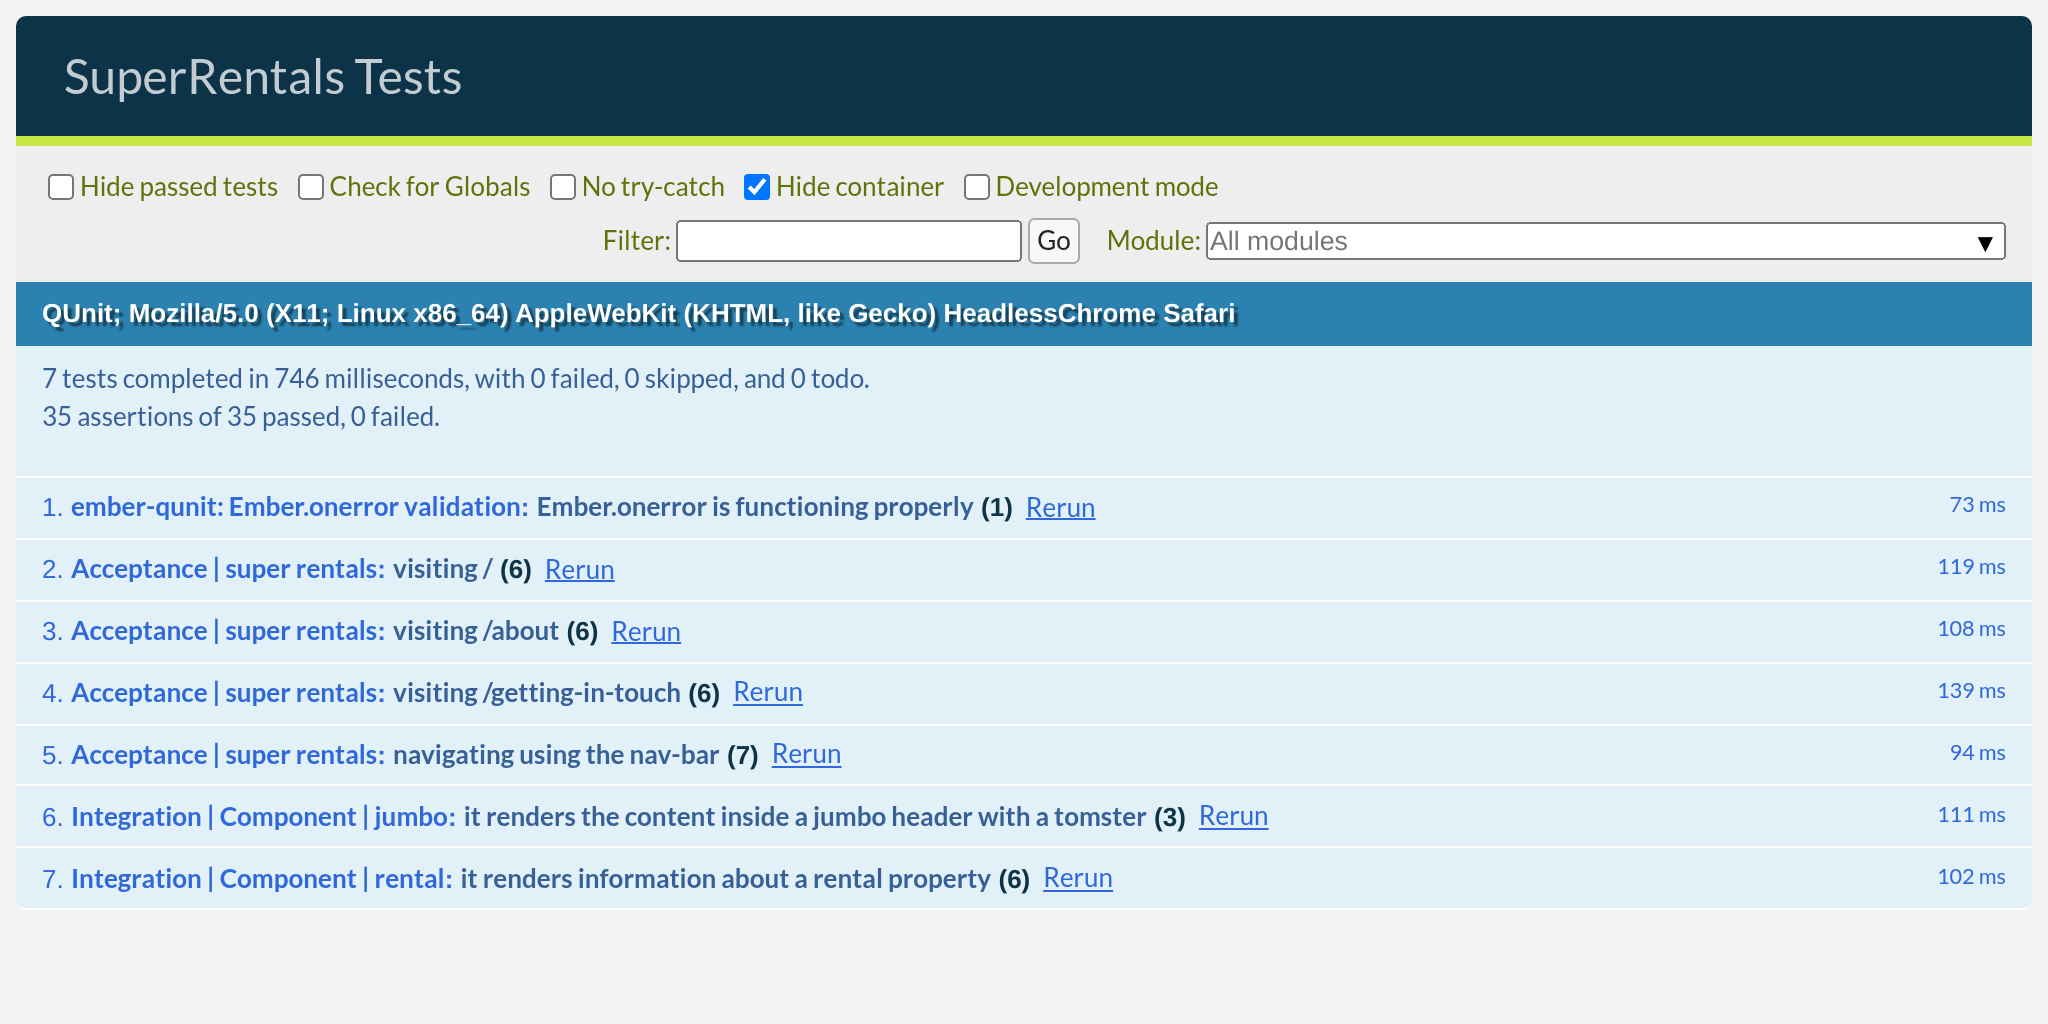 SuperRentals Tests
Hide passed tests Check for Globals No try-catch Hide container Development mode
Filter: Go Module: All modules ▼
QUnit; Mozilla/5.0 (X11; Linux x86_64) AppleWebKit (KHTML, like Gecko) HeadlessChrome Safari
7 tests completed in 746 milliseconds, with 0 failed, 0 skipped, and 0 todo.
35 assertions of 35 passed, 0 failed.
1. ember-qunit: Ember.onerror validation: Ember.onerror is functioning properly (1) Rerun 73 ms
2. Acceptance | super rentals: visiting / (6) Rerun 119 ms
3. Acceptance | super rentals: visiting /about (6) Rerun 108 ms
4. Acceptance | super rentals: visiting /getting-in-touch (6) Rerun 139 ms
5. Acceptance | super rentals: navigating using the nav-bar (7) Rerun 94 ms
6. Integration | Component | jumbo: it renders the content inside a jumbo header with a tomster (3) Rerun 111 ms
7. Integration | Component | rental: it renders information about a rental property (6) Rerun 102 ms